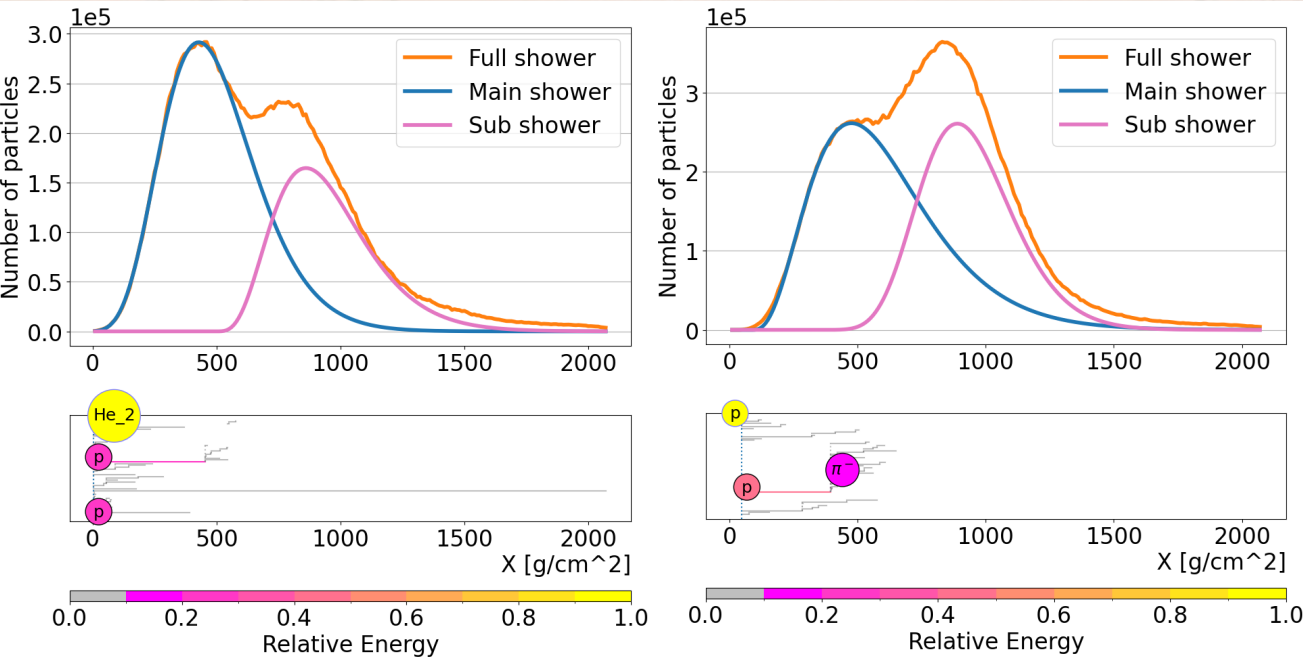 1e5
Number of particles
3.0
2.5
2.0
1.5
1.0
0.5
0.0
Full shower
Main shower
Sub shower
0 500 1000 1500 2000
He_2
p
p
0 500 1000 1500 2000
X [g/cm^2]
0.0 0.2 0.4 0.6 0.8 1.0
Relative Energy
1e5
Number of particles
3
2
1
0
Full shower
Main shower
Sub shower
0 500 1000 1500 2000
p
π⁻
p
0 500 1000 1500 2000
X [g/cm^2]
0.0 0.2 0.4 0.6 0.8 1.0
Relative Energy